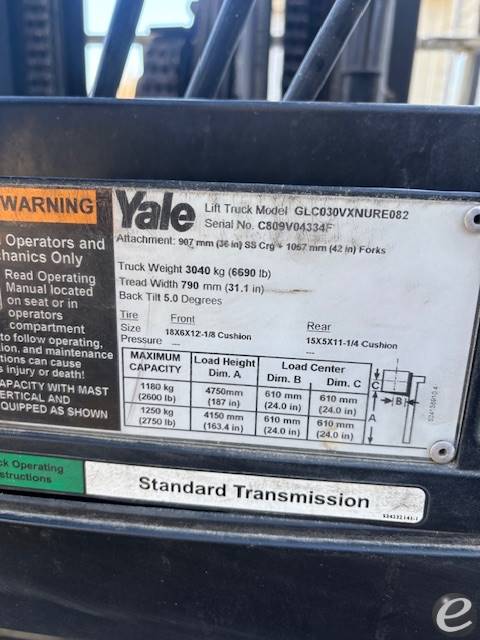 WARNING
Operators and
chanics Only
Read Operating
Manual located
on seat or in
operators
compartment
to follow operating,
ion, and maintenance
tions can cause
s injury or death!
APACITY WITH MAST
VERTICAL AND
QUIPPED AS SHOWN
Yale Lift Truck Model GLC030VXNURE082
Serial No. C809V04334F
Attachment: 907 mm (36 in) SS Crg + 1067 mm (42 in) Forks
Truck Weight 3040 kg (6690 lb)
Tread Width 790 mm (31.1 in)
Back Tilt 5.0 Degrees
Tire Front Rear
Size 18X6X12-1/8 Cushion 15X5X11-1/4 Cushion
Pressure --- ---
MAXIMUM CAPACITY Load Height Dim. A Load Center Dim. B Dim. C
1180 kg (2600 lb) 4750mm (187 in) 610 mm (24.0 in) 610 mm (24.0 in)
1250 kg (2750 lb) 4150 mm (163.4 in) 610 mm (24.0 in) 610 mm (24.0 in)
C
B
A
ck Operating
structions
Standard Transmission
e